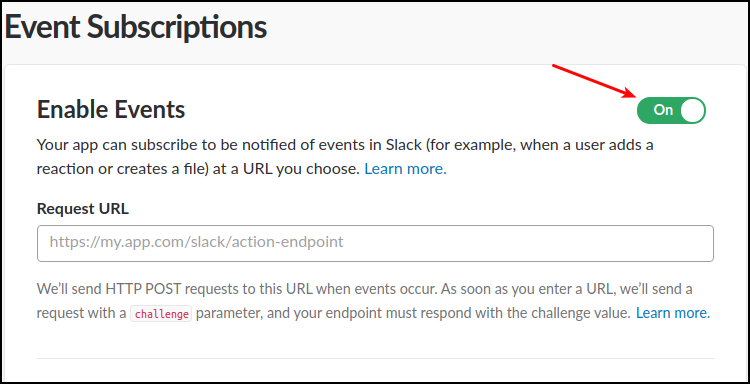 Event Subscriptions
Enable Events
On
Your app can subscribe to be notified of events in Slack (for example, when a user adds a
reaction or creates a file) at a URL you choose. Learn more.
Request URL
https://my.app.com/slack/action-endpoint
We’ll send HTTP POST requests to this URL when events occur. As soon as you enter a URL, we’ll send a
request with a challenge parameter, and your endpoint must respond with the challenge value. Learn more.